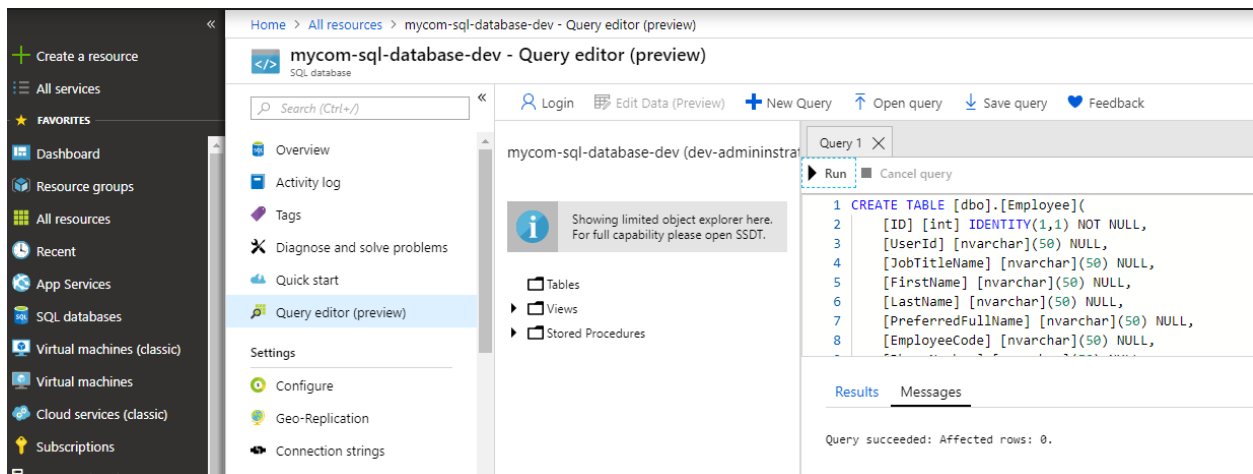 «
Home > All resources > mycom-sql-database-dev - Query editor (preview)
mycom-sql-database-dev - Query editor (preview)
SQL database
Create a resource
All services
FAVORITES
Dashboard
Resource groups
All resources
Recent
App Services
SQL databases
Virtual machines (classic)
Virtual machines
Cloud services (classic)
Subscriptions
Search (Ctrl+/)
«
Overview
Activity log
Tags
Diagnose and solve problems
Quick start
Query editor (preview)
Settings
Configure
Geo-Replication
Connection strings
Login Edit Data (Preview) New Query Open query Save query Feedback
mycom-sql-database-dev (dev-admininstrat
Showing limited object explorer here.
For full capability please open SSDT.
Tables
Views
Stored Procedures
Query 1
Run Cancel query
1 CREATE TABLE [dbo].[Employee](
2 [ID] [int] IDENTITY(1,1) NOT NULL,
3 [UserId] [nvarchar](50) NULL,
4 [JobTitleName] [nvarchar](50) NULL,
5 [FirstName] [nvarchar](50) NULL,
6 [LastName] [nvarchar](50) NULL,
7 [PreferredFullName] [nvarchar](50) NULL,
8 [EmployeeCode] [nvarchar](50) NULL,
Results Messages
Query succeeded: Affected rows: 0.